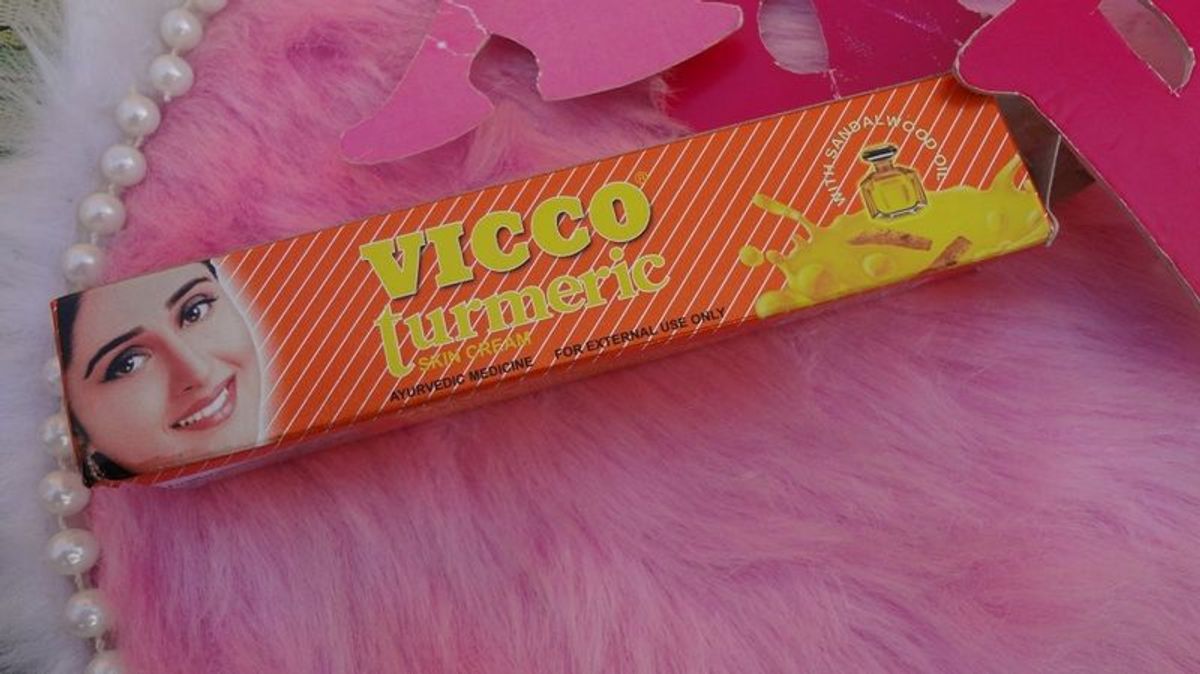 VICCO®
turmeric
SKIN CREAM
AYURVEDIC MEDICINE FOR EXTERNAL USE ONLY
WITH SANDALWOOD OIL